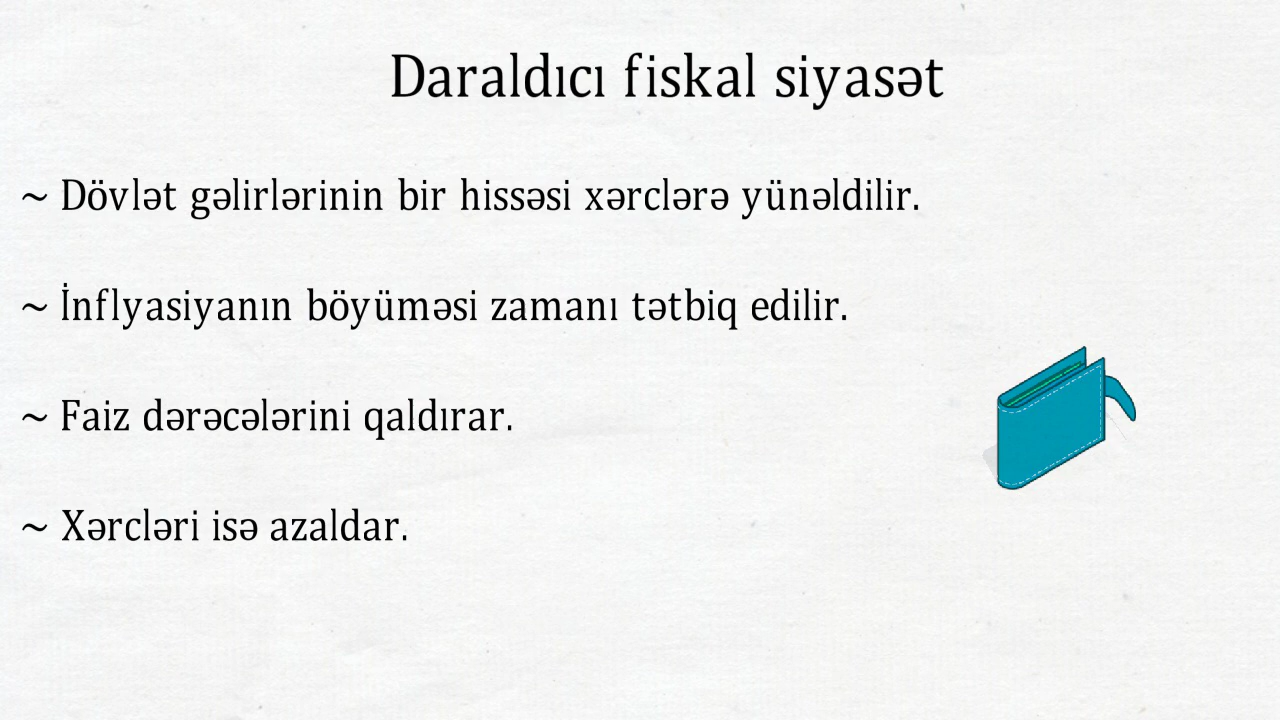 Daraldıcı fiskal siyasət
~ Dövlət gəlirlərinin bir hissəsi xərclərə yünəldilir.
~ İnflyasiyanın böyüməsi zamanı tətbiq edilir.
~ Faiz dərəcələrini qaldırar.
~ Xərcləri isə azaldar.